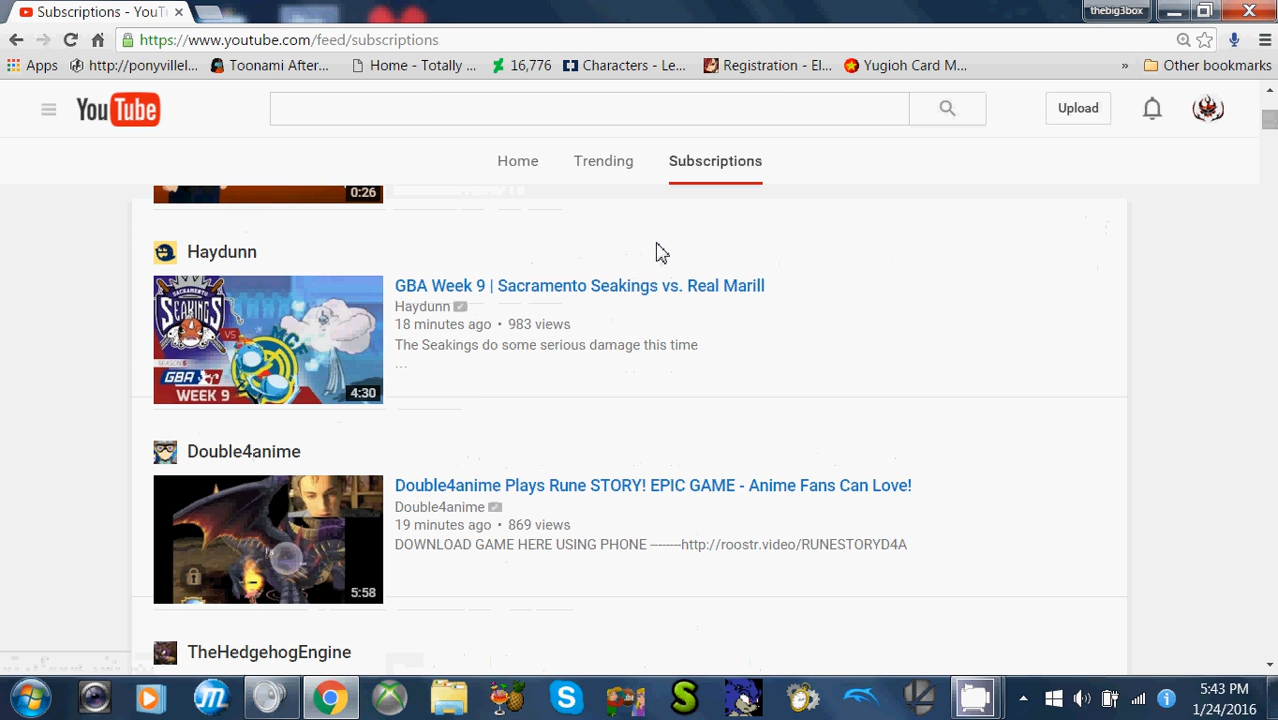 Subscriptions - YouT
thebig3box
https://www.youtube.com/feed/subscriptions
Apps
http://ponyvillel...
Toonami After...
Home - Totally ...
16,776
Characters - Le...
Registration - El...
Yugioh Card M...
»
Other bookmarks
YouTube
Upload
Home
Trending
Subscriptions
0:26
Haydunn
SACRAMENTO
SEAKINGS
VS
MCF
SEASON
GBA
WEEK 9
4:30
GBA Week 9 | Sacramento Seakings vs. Real Marill
Haydunn
18 minutes ago • 983 views
The Seakings do some serious damage this time
...
Double4anime
5:58
Double4anime Plays Rune STORY! EPIC GAME - Anime Fans Can Love!
Double4anime
19 minutes ago • 869 views
DOWNLOAD GAME HERE USING PHONE --------http://roostr.video/RUNESTORYD4A
TheHedgehogEngine
5:43 PM
1/24/2016